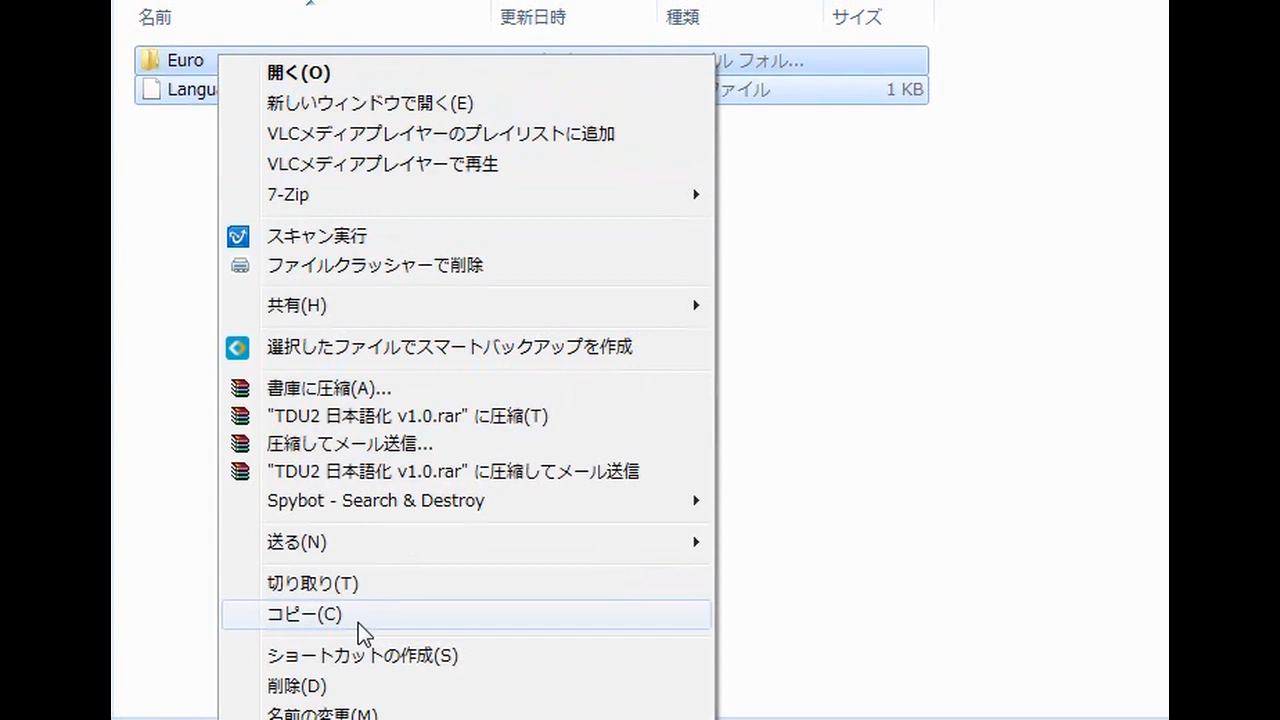 名前 更新日時 種類 サイズ
Euro ル フォル...
Langu ファイル 1 KB
開く(O)
新しいウィンドウで開く(E)
VLCメディアプレイヤーのプレイリストに追加
VLCメディアプレイヤーで再生
7-Zip
スキャン実行
ファイルクラッシャーで削除
共有(H)
選択したファイルでスマートバックアップを作成
書庫に圧縮(A)...
"TDU2 日本語化 v1.0.rar" に圧縮(T)
圧縮してメール送信...
"TDU2 日本語化 v1.0.rar" に圧縮してメール送信
Spybot - Search & Destroy
送る(N)
切り取り(T)
コピー(C)
ショートカットの作成(S)
削除(D)
名前の変更(M)